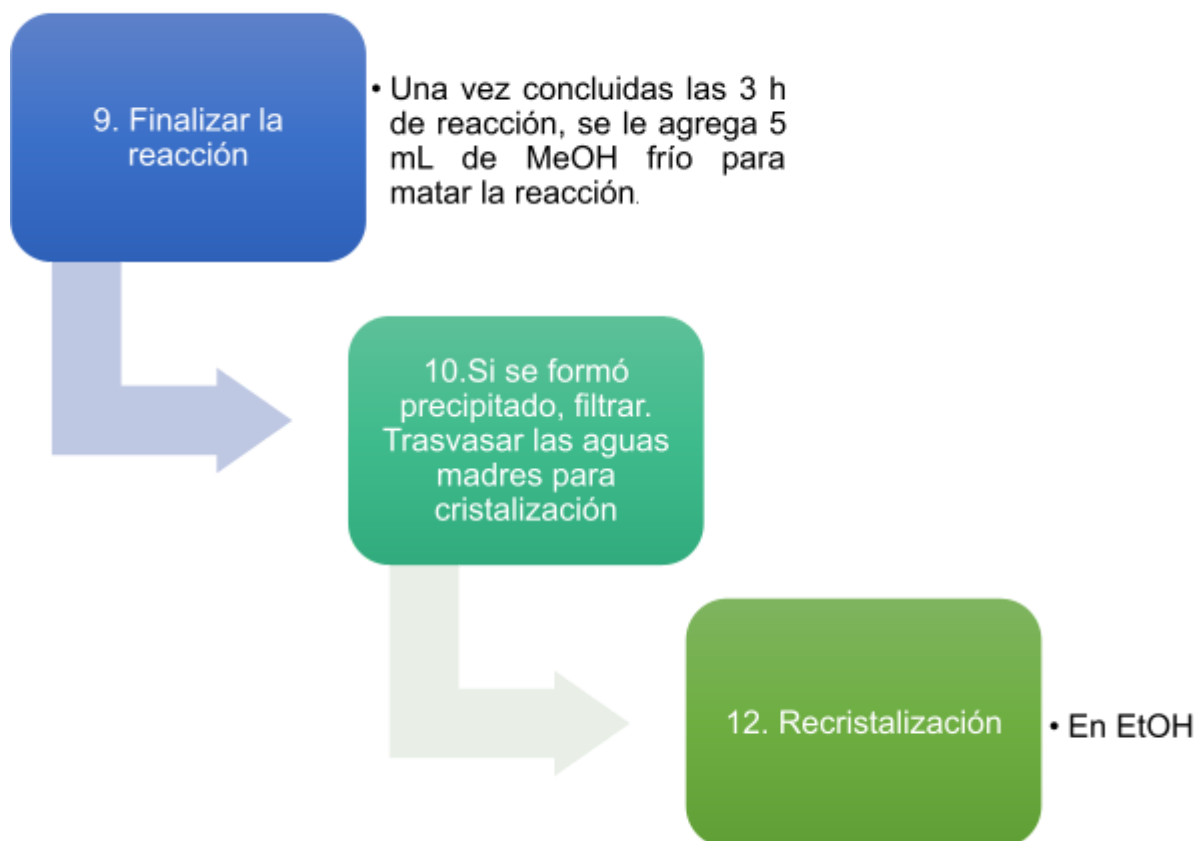 9. Finalizar la
reacción
• Una vez concluidas las 3 h
de reacción, se le agrega 5
mL de MeOH frío para
matar la reacción.
10.Si se formó
precipitado, filtrar.
Trasvasar las aguas
madres para
cristalización
12. Recristalización
• En EtOH